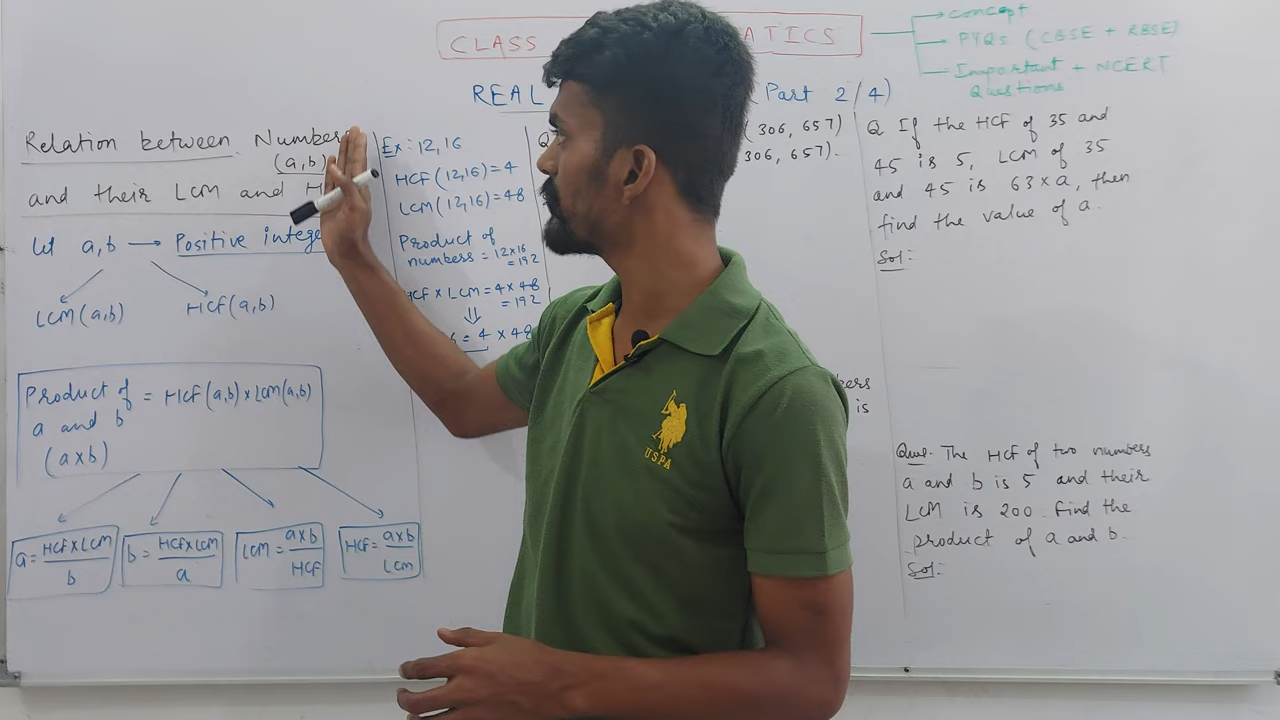 CLASS ATICS
concept
PYQs (CBSE + RBSE)
Important + NCERT
Questions
REAL (Part 2/4)
Relation between Numbers
(a,b)
and their LCM and H
Let a,b → Positive integ
LCM(a,b) HCF(a,b)
Product of = HCF(a,b) × LCM(a,b)
a and b
(a×b)
a = HCF×LCM / b
b = HCF×LCM / a
LCM = a×b / HCF
HCF = a×b / LCM
Ex: 12,16
HCF(12,16)=4
LCM(12,16)=48
Product of
numbers = 12×16
= 192
HCF × LCM = 4 × 48
= 192
⇓
6 = 4 × 48
Q (306, 657)
306, 657).
bers
is
Q If the HCF of 35 and
45 is 5, LCM of 35
and 45 is 63×a, then
find the value of a.
Sol:
Ques. The HCF of two numbers
a and b is 5 and their
LCM is 200. Find the
product of a and b.
Sol:
USPA